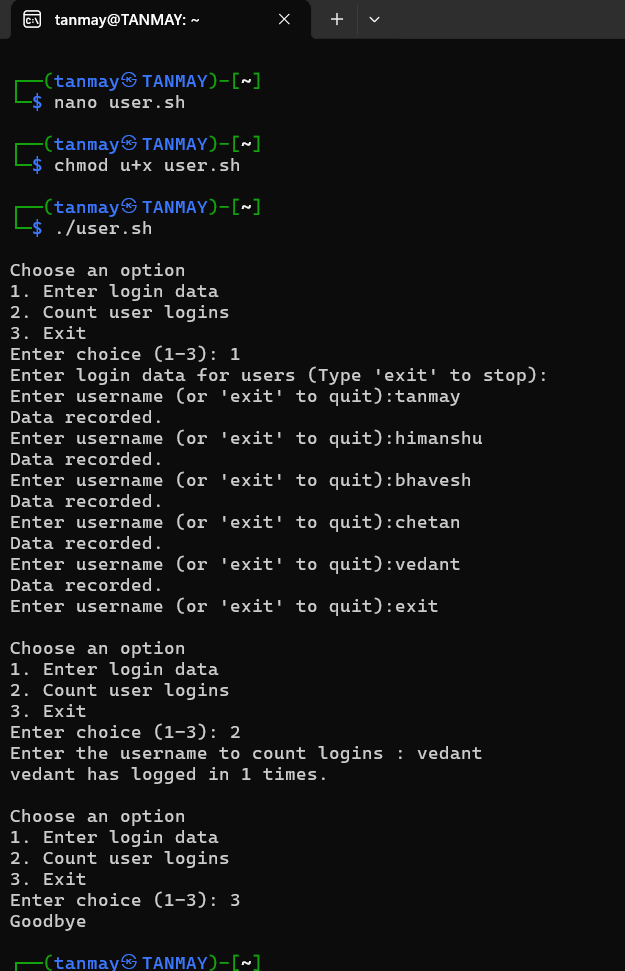 tanmay@TANMAY: ~
┌──(tanmay㉿TANMAY)-[~]
└─$ nano user.sh
┌──(tanmay㉿TANMAY)-[~]
└─$ chmod u+x user.sh
┌──(tanmay㉿TANMAY)-[~]
└─$ ./user.sh
Choose an option
1. Enter login data
2. Count user logins
3. Exit
Enter choice (1-3): 1
Enter login data for users (Type 'exit' to stop):
Enter username (or 'exit' to quit):tanmay
Data recorded.
Enter username (or 'exit' to quit):himanshu
Data recorded.
Enter username (or 'exit' to quit):bhavesh
Data recorded.
Enter username (or 'exit' to quit):chetan
Data recorded.
Enter username (or 'exit' to quit):vedant
Data recorded.
Enter username (or 'exit' to quit):exit
Choose an option
1. Enter login data
2. Count user logins
3. Exit
Enter choice (1-3): 2
Enter the username to count logins : vedant
vedant has logged in 1 times.
Choose an option
1. Enter login data
2. Count user logins
3. Exit
Enter choice (1-3): 3
Goodbye
┌──(tanmay㉿TANMAY)-[~]